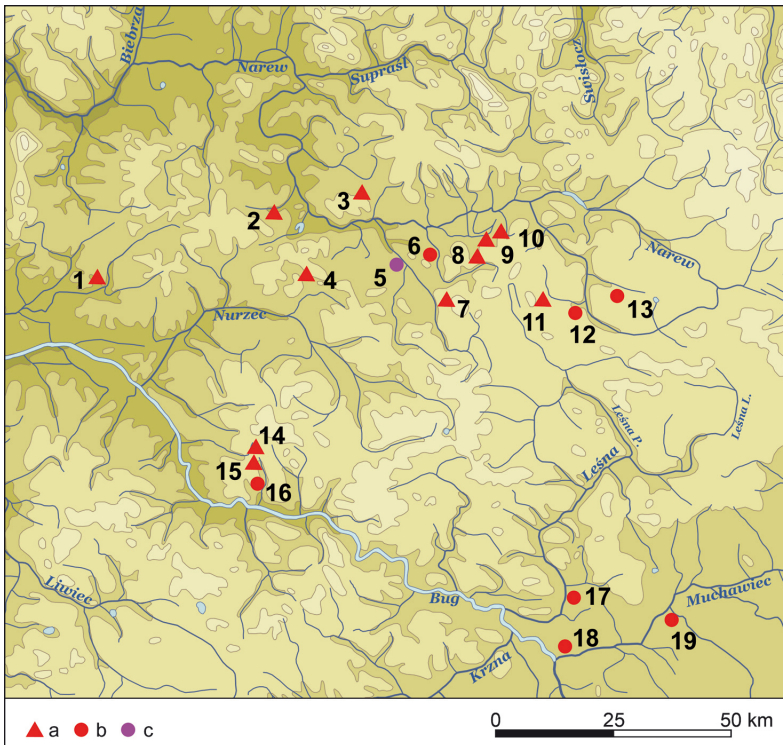 Biebrza
Narew
Supraśl
Świsłocz
3
2
10
6
8
9
5
1
4
Narew
7
11
13
12
Nurzec
Leśna P.
Leśna L.
14
15
Leśna
16
Liwiec
Bug
17
Muchawiec
18
19
Krzna
a b c
0 25 50 km